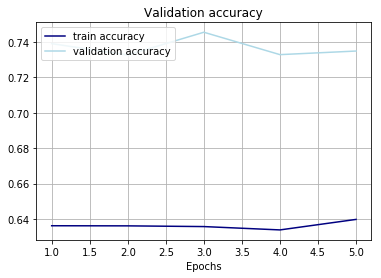 Validation accuracy
0.74
0.72
0.70
0.68
0.66
0.64
train accuracy
validation accuracy
1.0 1.5 2.0 2.5 3.0 3.5 4.0 4.5 5.0
Epochs